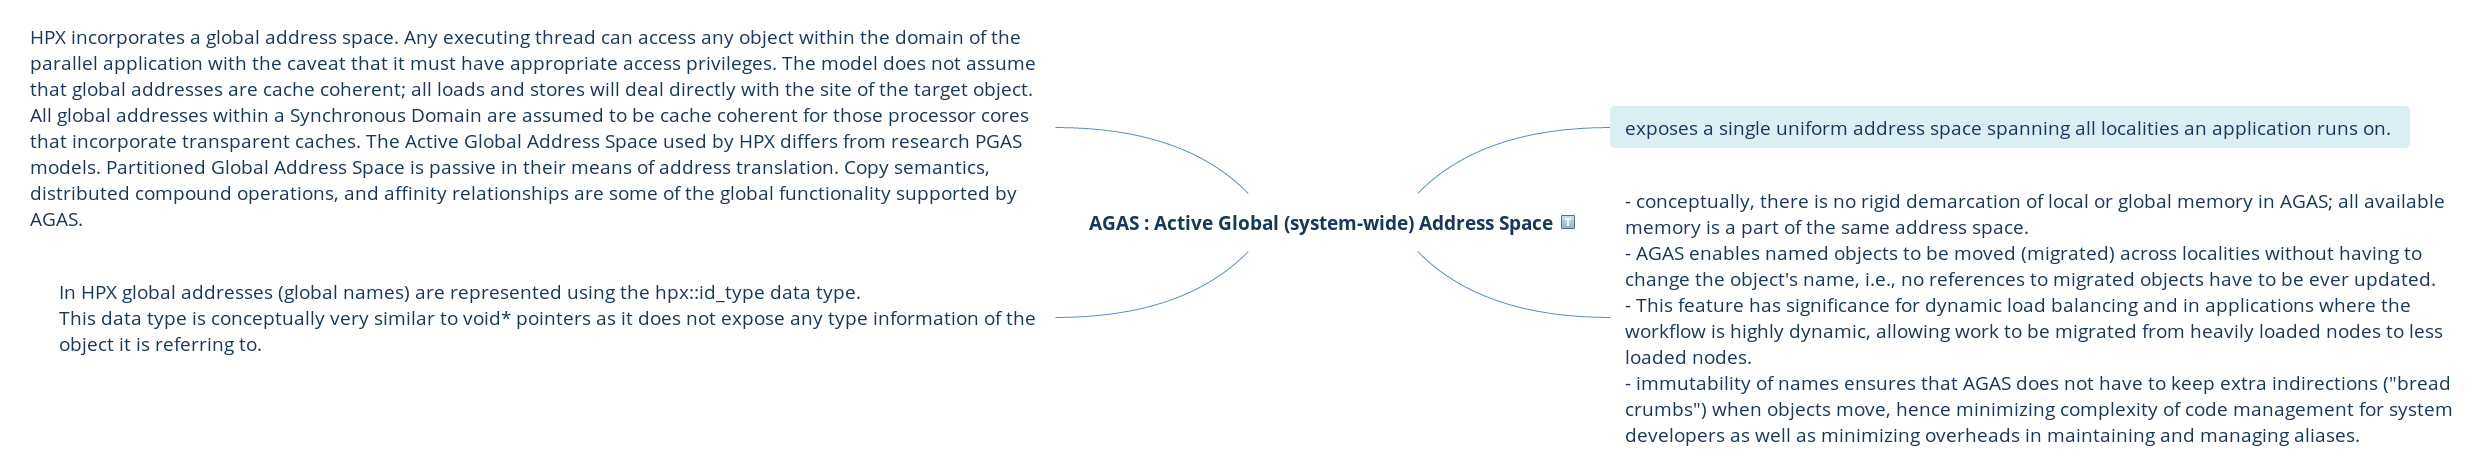 HPX incorporates a global address space. Any executing thread can access any object within the domain of the
parallel application with the caveat that it must have appropriate access privileges. The model does not assume
that global addresses are cache coherent; all loads and stores will deal directly with the site of the target object.
All global addresses within a Synchronous Domain are assumed to be cache coherent for those processor cores
that incorporate transparent caches. The Active Global Address Space used by HPX differs from research PGAS
models. Partitioned Global Address Space is passive in their means of address translation. Copy semantics,
distributed compound operations, and affinity relationships are some of the global functionality supported by
AGAS.
In HPX global addresses (global names) are represented using the hpx::id_type data type.
This data type is conceptually very similar to void* pointers as it does not expose any type information of the
object it is referring to.
AGAS : Active Global (system-wide) Address Space
exposes a single uniform address space spanning all localities an application runs on.
- conceptually, there is no rigid demarcation of local or global memory in AGAS; all available
memory is a part of the same address space.
- AGAS enables named objects to be moved (migrated) across localities without having to
change the object's name, i.e., no references to migrated objects have to be ever updated.
- This feature has significance for dynamic load balancing and in applications where the
workflow is highly dynamic, allowing work to be migrated from heavily loaded nodes to less
loaded nodes.
- immutability of names ensures that AGAS does not have to keep extra indirections ("bread
crumbs") when objects move, hence minimizing complexity of code management for system
developers as well as minimizing overheads in maintaining and managing aliases.